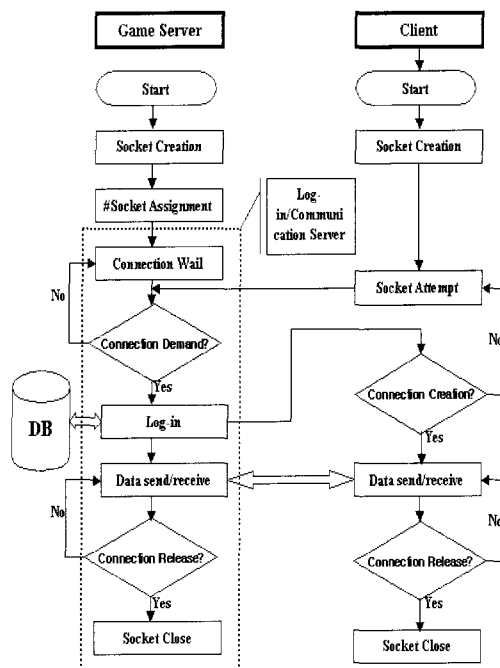 Game Server
Client
Start
Start
Socket Creation
Socket Creation
#Socket Assignment
Log-
in/Communi
cation Server
Connection Wail
Socket Attempt
No
No
Connection Demand?
Yes
Connection Creation?
DB
Log-in
Yes
Data send/receive
Data send/receive
No
No
Connection Release?
Connection Release?
Yes
Yes
Socket Close
Socket Close